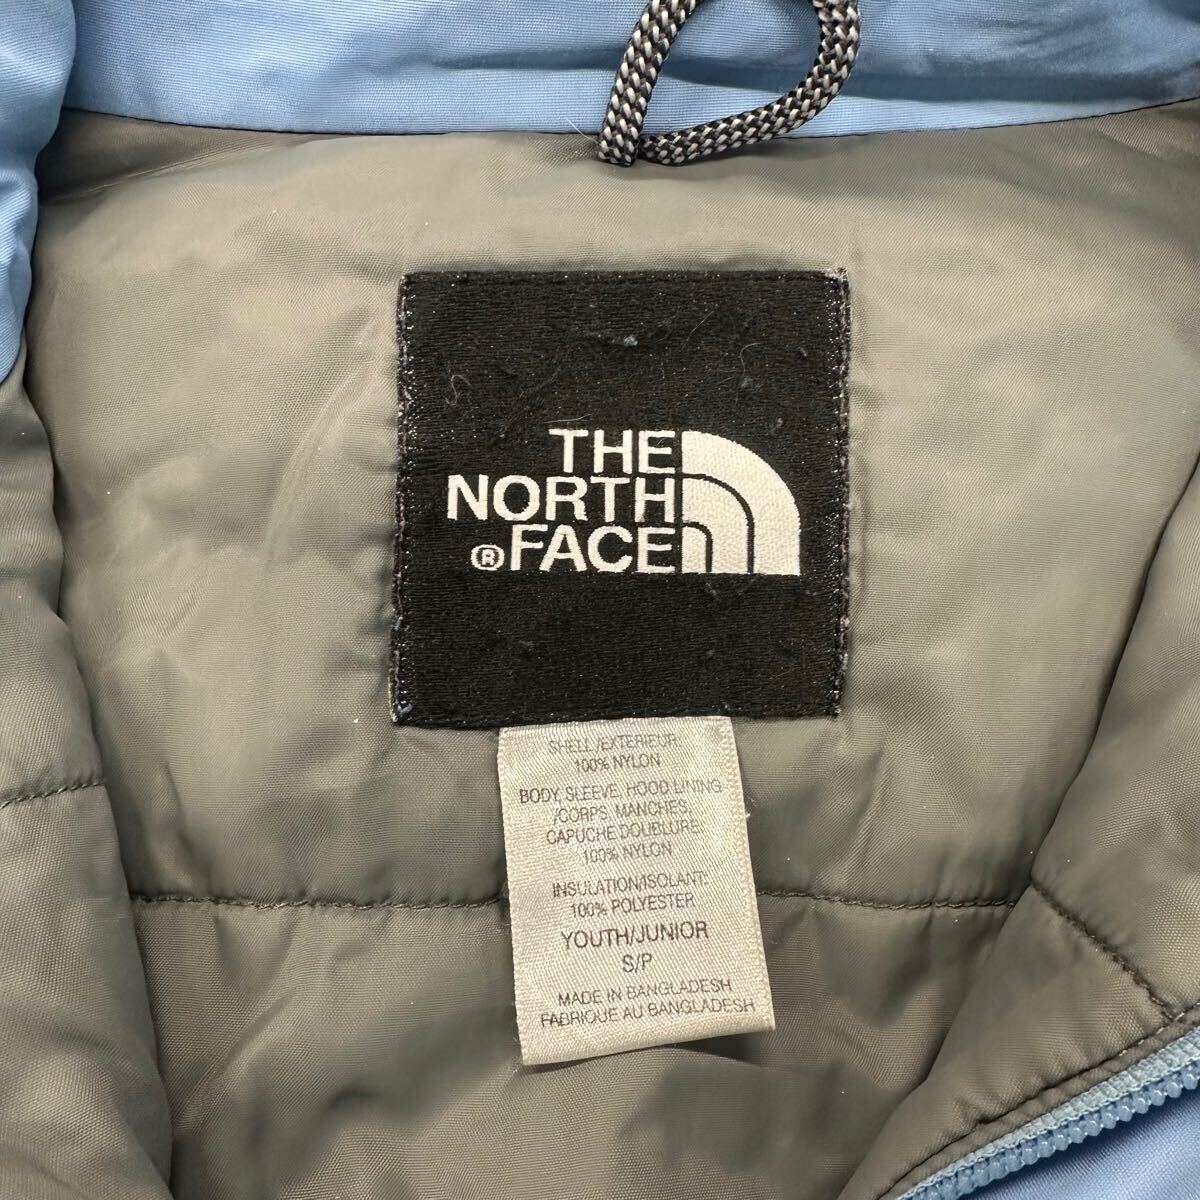 THE
NORTH
® FACE
SHELL/EXTERIEUR:
100% NYLON
BODY, SLEEVE, HOOD LINING
/CORPS, MANCHES,
CAPUCHE DOUBLURE:
100% NYLON
INSULATION/ISOLANT:
100% POLYESTER
YOUTH/JUNIOR
S/P
MADE IN BANGLADESH
FABRIQUE AU BANGLADESH